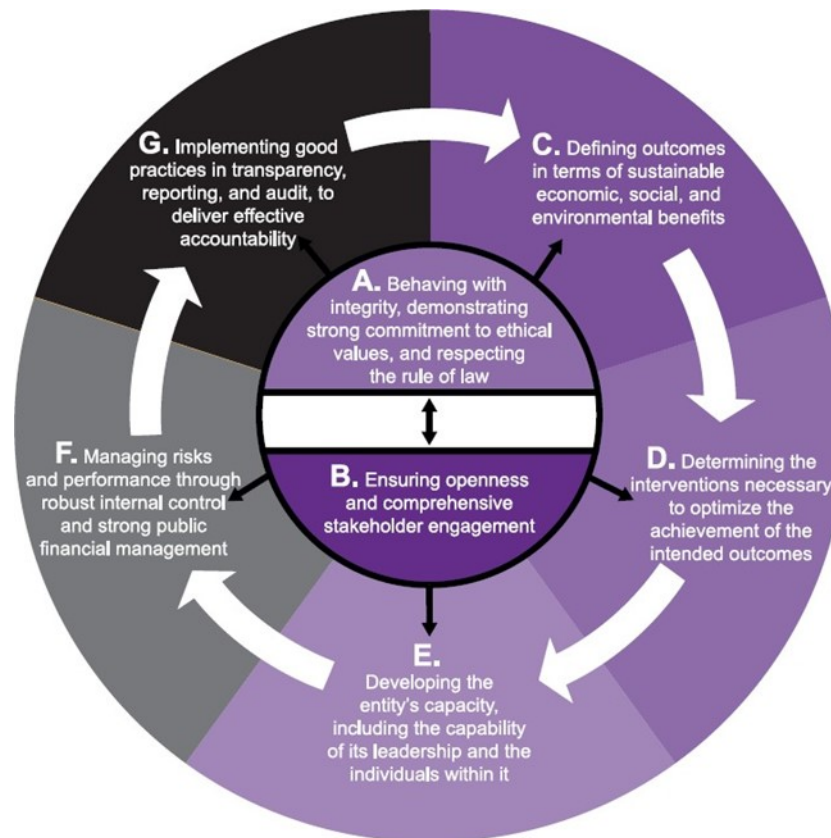 G. Implementing good
practices in transparency,
reporting, and audit, to
deliver effective
accountability
C. Defining outcomes
in terms of sustainable
economic, social, and
environmental benefits
A. Behaving with
integrity, demonstrating
strong commitment to ethical
values, and respecting
the rule of law
B. Ensuring openness
and comprehensive
stakeholder engagement
F. Managing risks
and performance through
robust internal control
and strong public
financial management
D. Determining the
interventions necessary
to optimize the
achievement of the
intended outcomes
E.
Developing the
entity's capacity,
including the capability
of its leadership and the
individuals within it